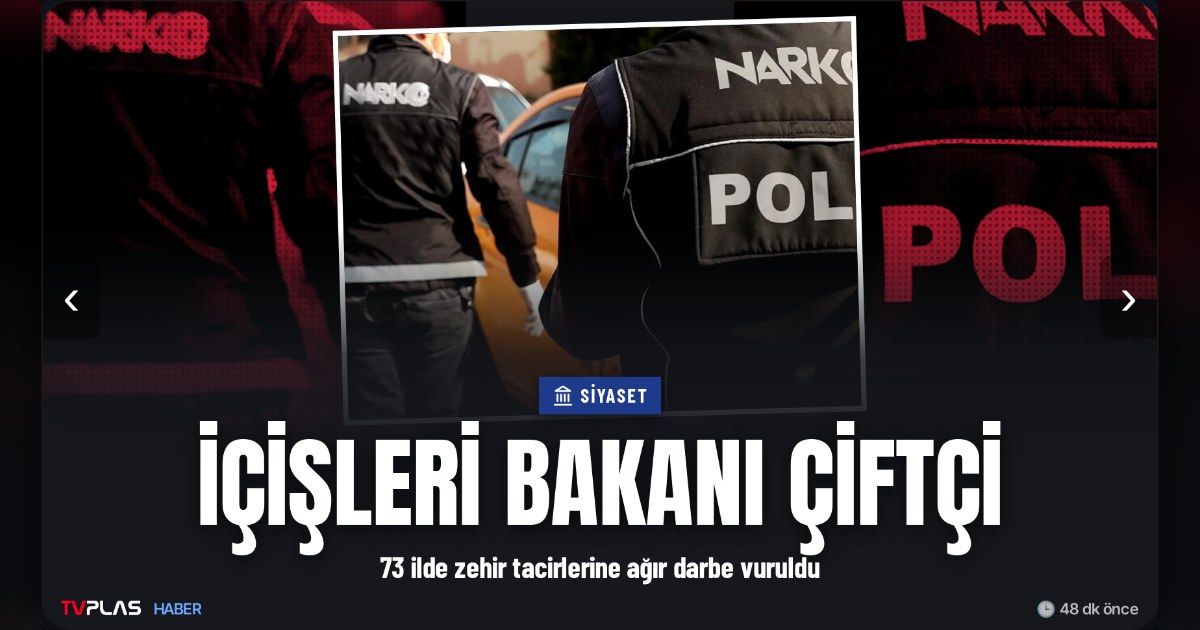 NARKO
NARK
NARKO
NARKO
POL
POL
SİYASET
İÇİŞLERİ BAKANI ÇİFTÇİ
73 ilde zehir tacirlerine ağır darbe vuruldu
TVPLAS HABER
48 dk önce